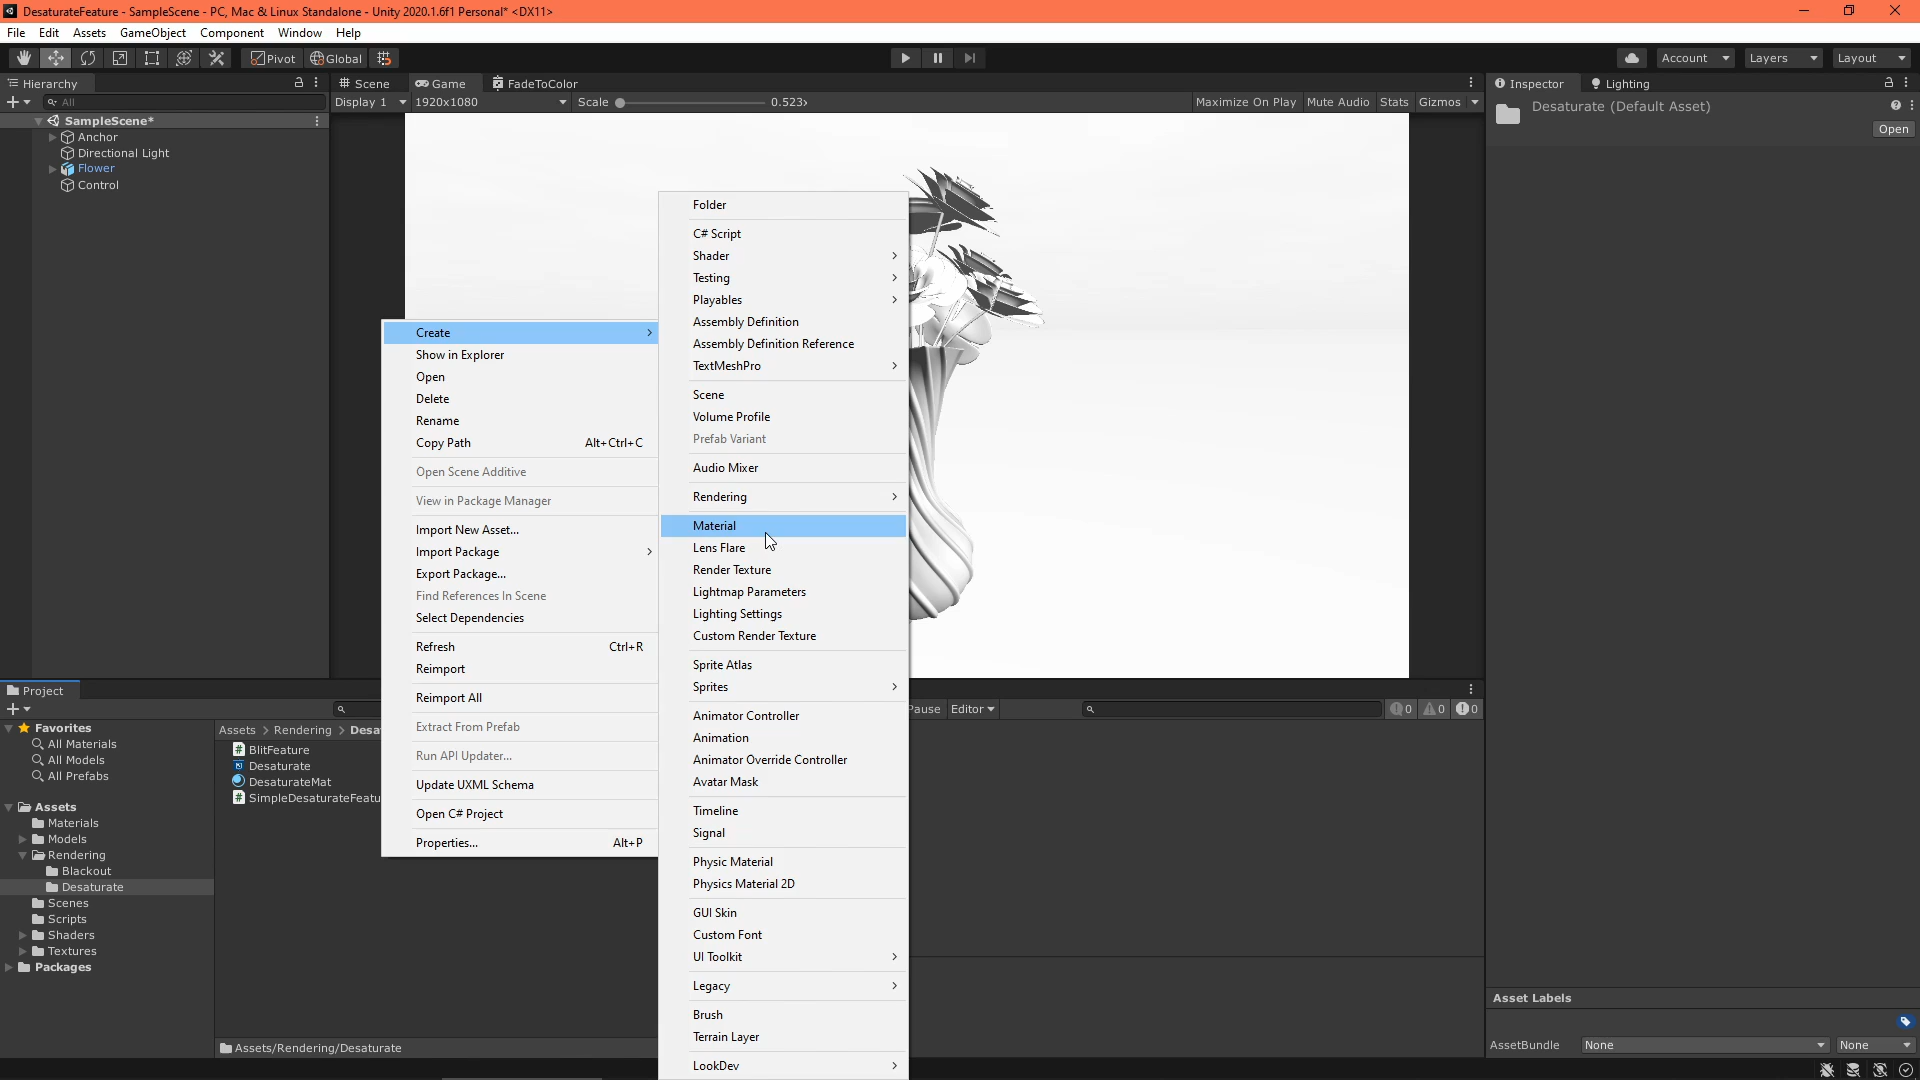 DesaturateFeature - SampleScene - PC, Mac & Linux Standalone - Unity 2020.1.6f1 Personal* <DX11>
File Edit Assets GameObject Component Window Help
Pivot Global Account Layers Layout
Hierarchy Scene Game FadeToColor Inspector Lighting
All Display 1 1920x1080 Scale 0.523x Maximize On Play Mute Audio Stats Gizmos
Desaturate (Default Asset)
Open
SampleScene*
Anchor
Directional Light
Flower
Control
Create
Show in Explorer
Open
Delete
Rename
Copy Path Alt+Ctrl+C
Open Scene Additive
View in Package Manager
Import New Asset...
Import Package
Export Package...
Find References In Scene
Select Dependencies
Refresh Ctrl+R
Reimport
Reimport All
Extract From Prefab
Run API Updater...
Update UXML Schema
Open C# Project
Properties... Alt+P
Folder
C# Script
Shader
Testing
Playables
Assembly Definition
Assembly Definition Reference
TextMeshPro
Scene
Volume Profile
Prefab Variant
Audio Mixer
Rendering
Material
Lens Flare
Render Texture
Lightmap Parameters
Lighting Settings
Custom Render Texture
Sprite Atlas
Sprites
Animator Controller
Animation
Animator Override Controller
Avatar Mask
Timeline
Signal
Physic Material
Physics Material 2D
GUI Skin
Custom Font
UI Toolkit
Legacy
Brush
Terrain Layer
LookDev
Project
Pause Editor 0 0 0
Favorites
All Materials
All Models
All Prefabs
Assets
Materials
Models
Rendering
Blackout
Desaturate
Scenes
Scripts
Shaders
Textures
Packages
Assets > Rendering > Desa
BlitFeature
Desaturate
DesaturateMat
SimpleDesaturateFeatu
Assets/Rendering/Desaturate
Asset Labels
AssetBundle None None